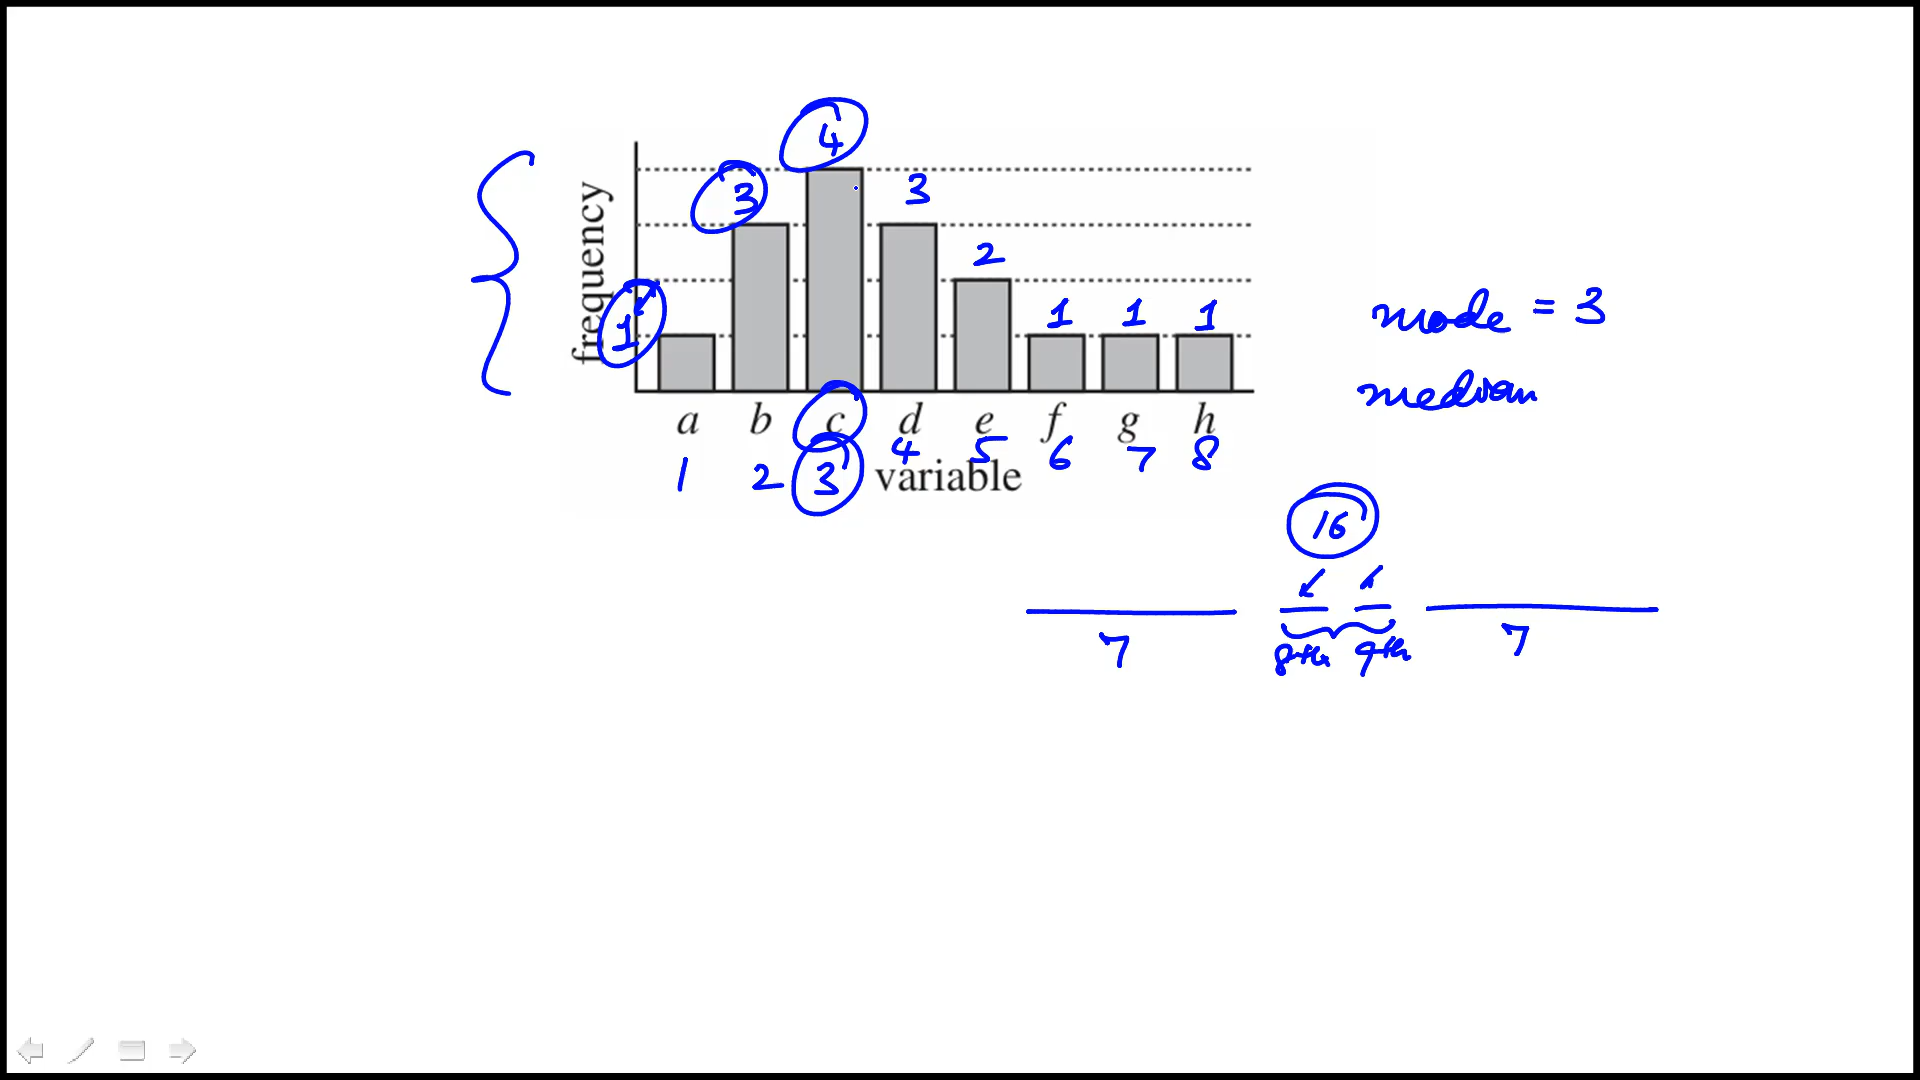 4
3 3
2
1 1 1 1
frequency
mode = 3
median
a b c d e f g h
1 2 3 4 5 6 7 8
variable
16
7 8th 9th 7